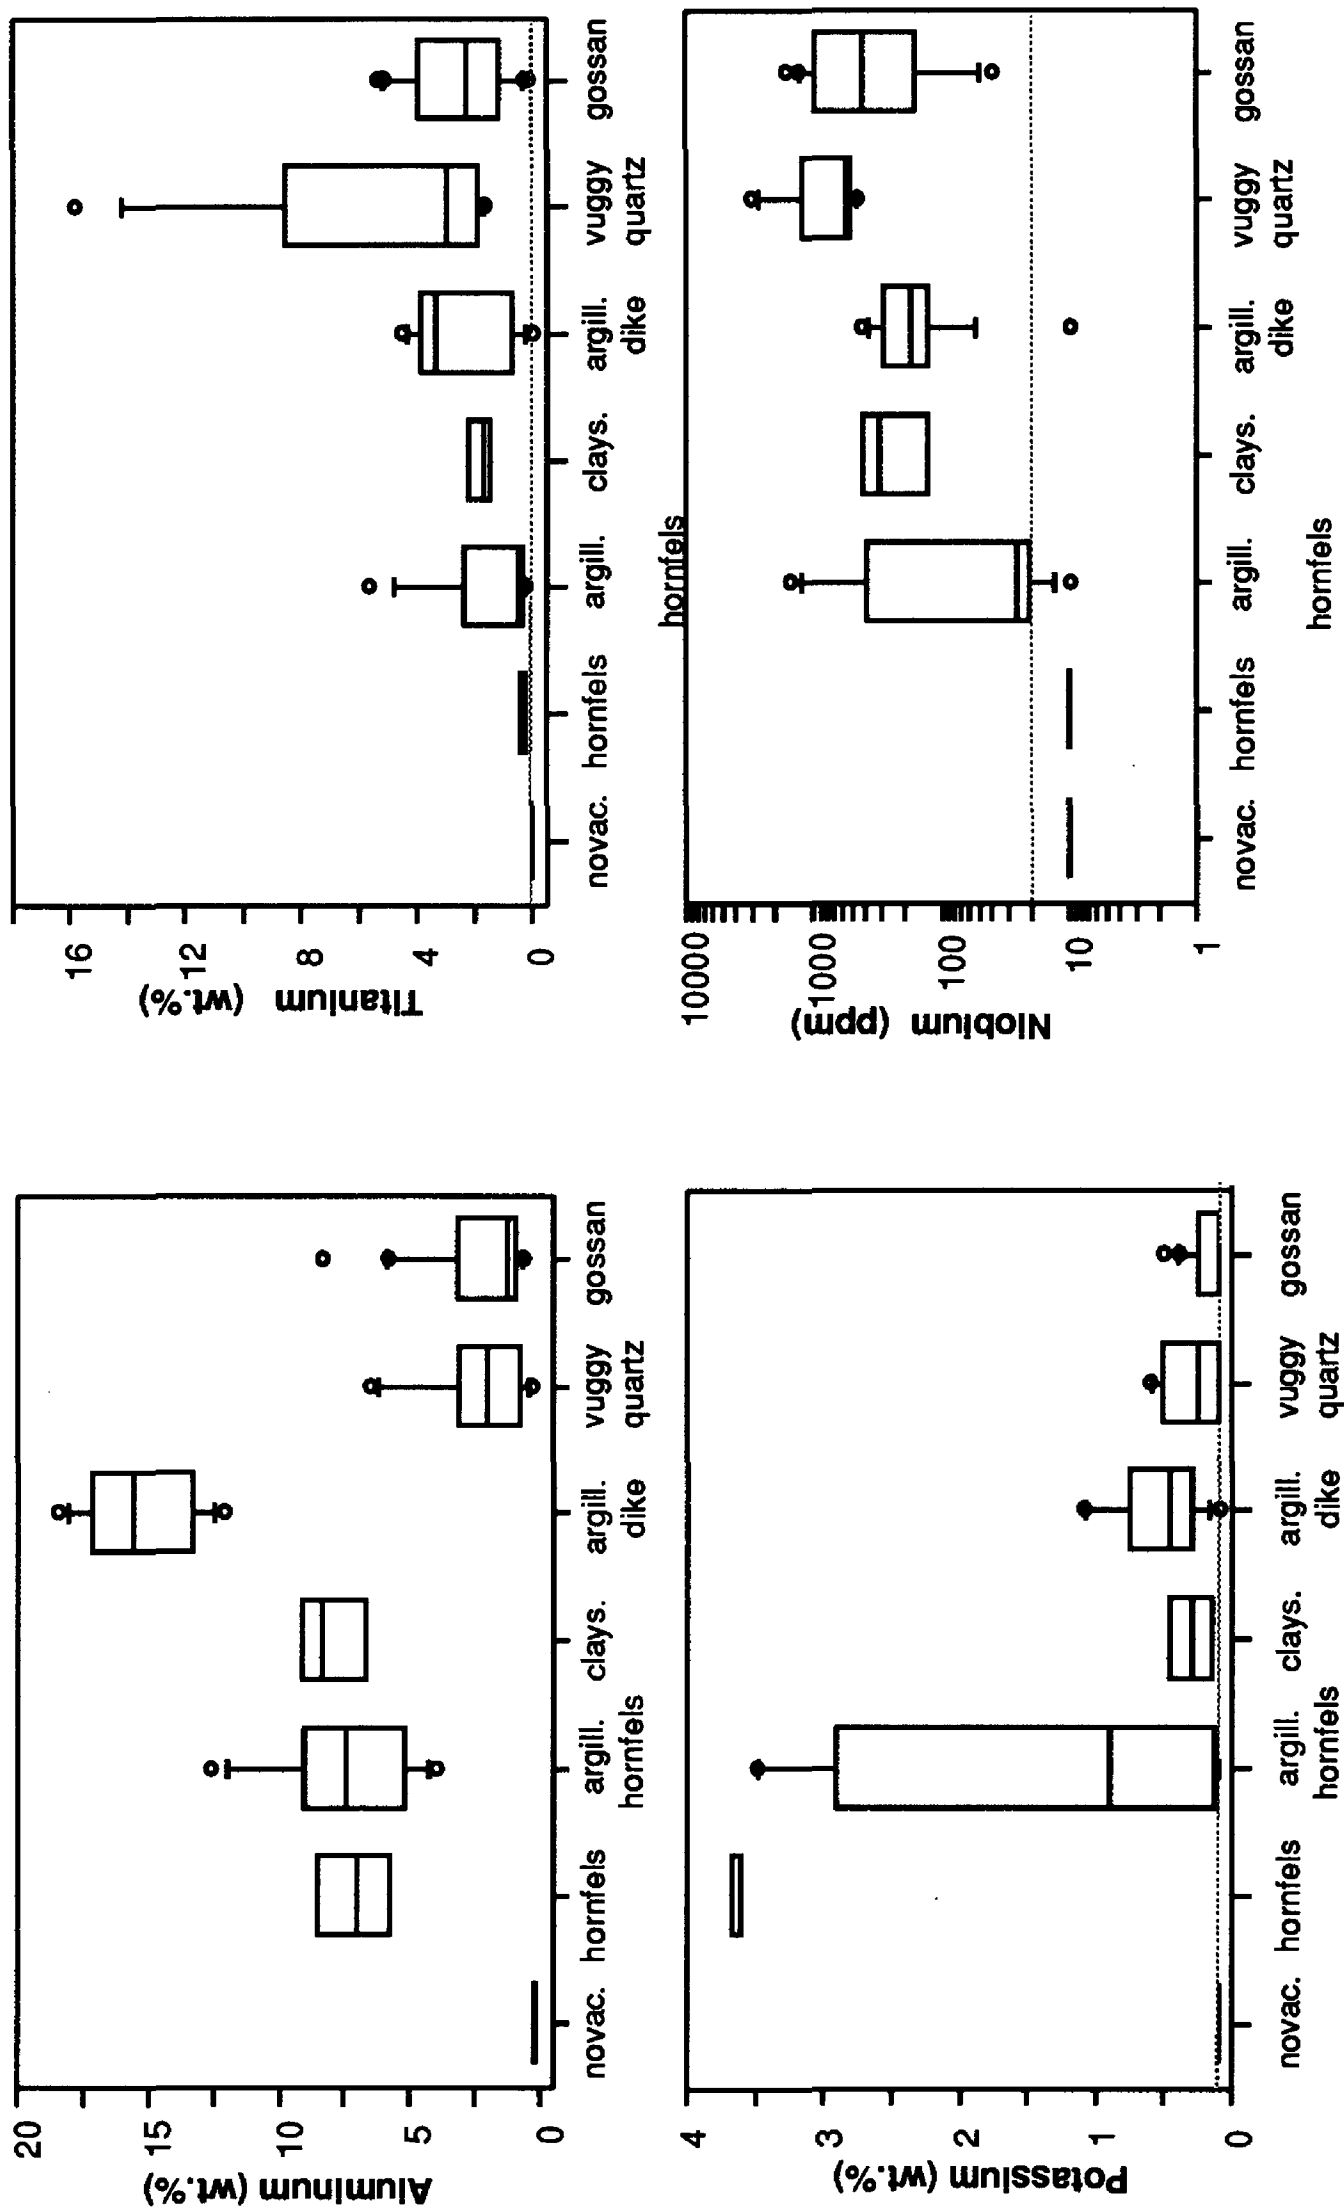 Aluminum (wt.%)
20
15
10
5
0
novac. hornfels argill. clays. argill. vuggy gossan
hornfels dike quartz
Titanium (wt.%)
16
12
8
4
0
novac. hornfels argill. clays. argill. vuggy gossan
dike quartz
hornfels
Potassium (wt.%)
4
3
2
1
0
novac. hornfels argill. clays. argill. vuggy gossan
hornfels dike quartz
Niobium (ppm)
10000
1000
100
10
1
novac. hornfels argill. clays. argill. vuggy gossan
dike quartz
hornfels